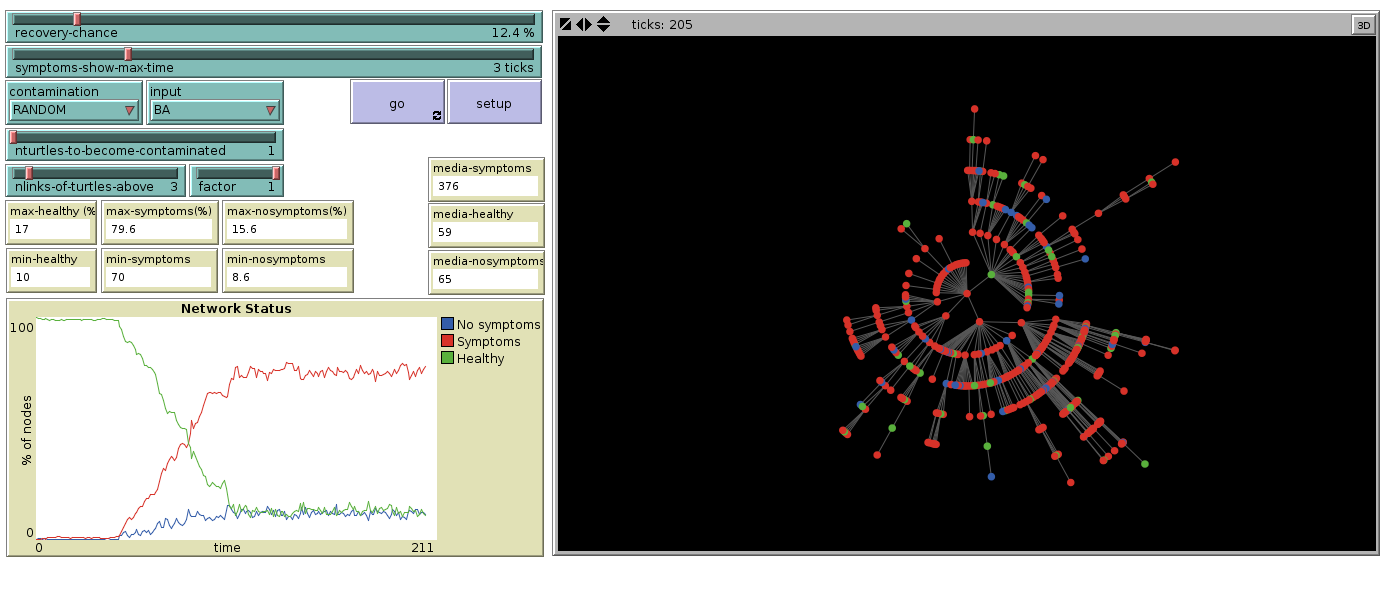 recovery-chance 12.4 %
symptoms-show-max-time 3 ticks
contamination
RANDOM
input
BA
go
setup
nturtles-to-become-contaminated 1
nlinks-of-turtles-above 3
factor 1
media-symptoms
376
max-healthy (%
17
max-symptoms(%)
79.6
max-nosymptoms(%)
15.6
media-healthy
59
min-healthy
10
min-symptoms
70
min-nosymptoms
8.6
media-nosymptoms
65
Network Status
100
% of nodes
0
0
time
211
No symptoms
Symptoms
Healthy
ticks: 205
3D